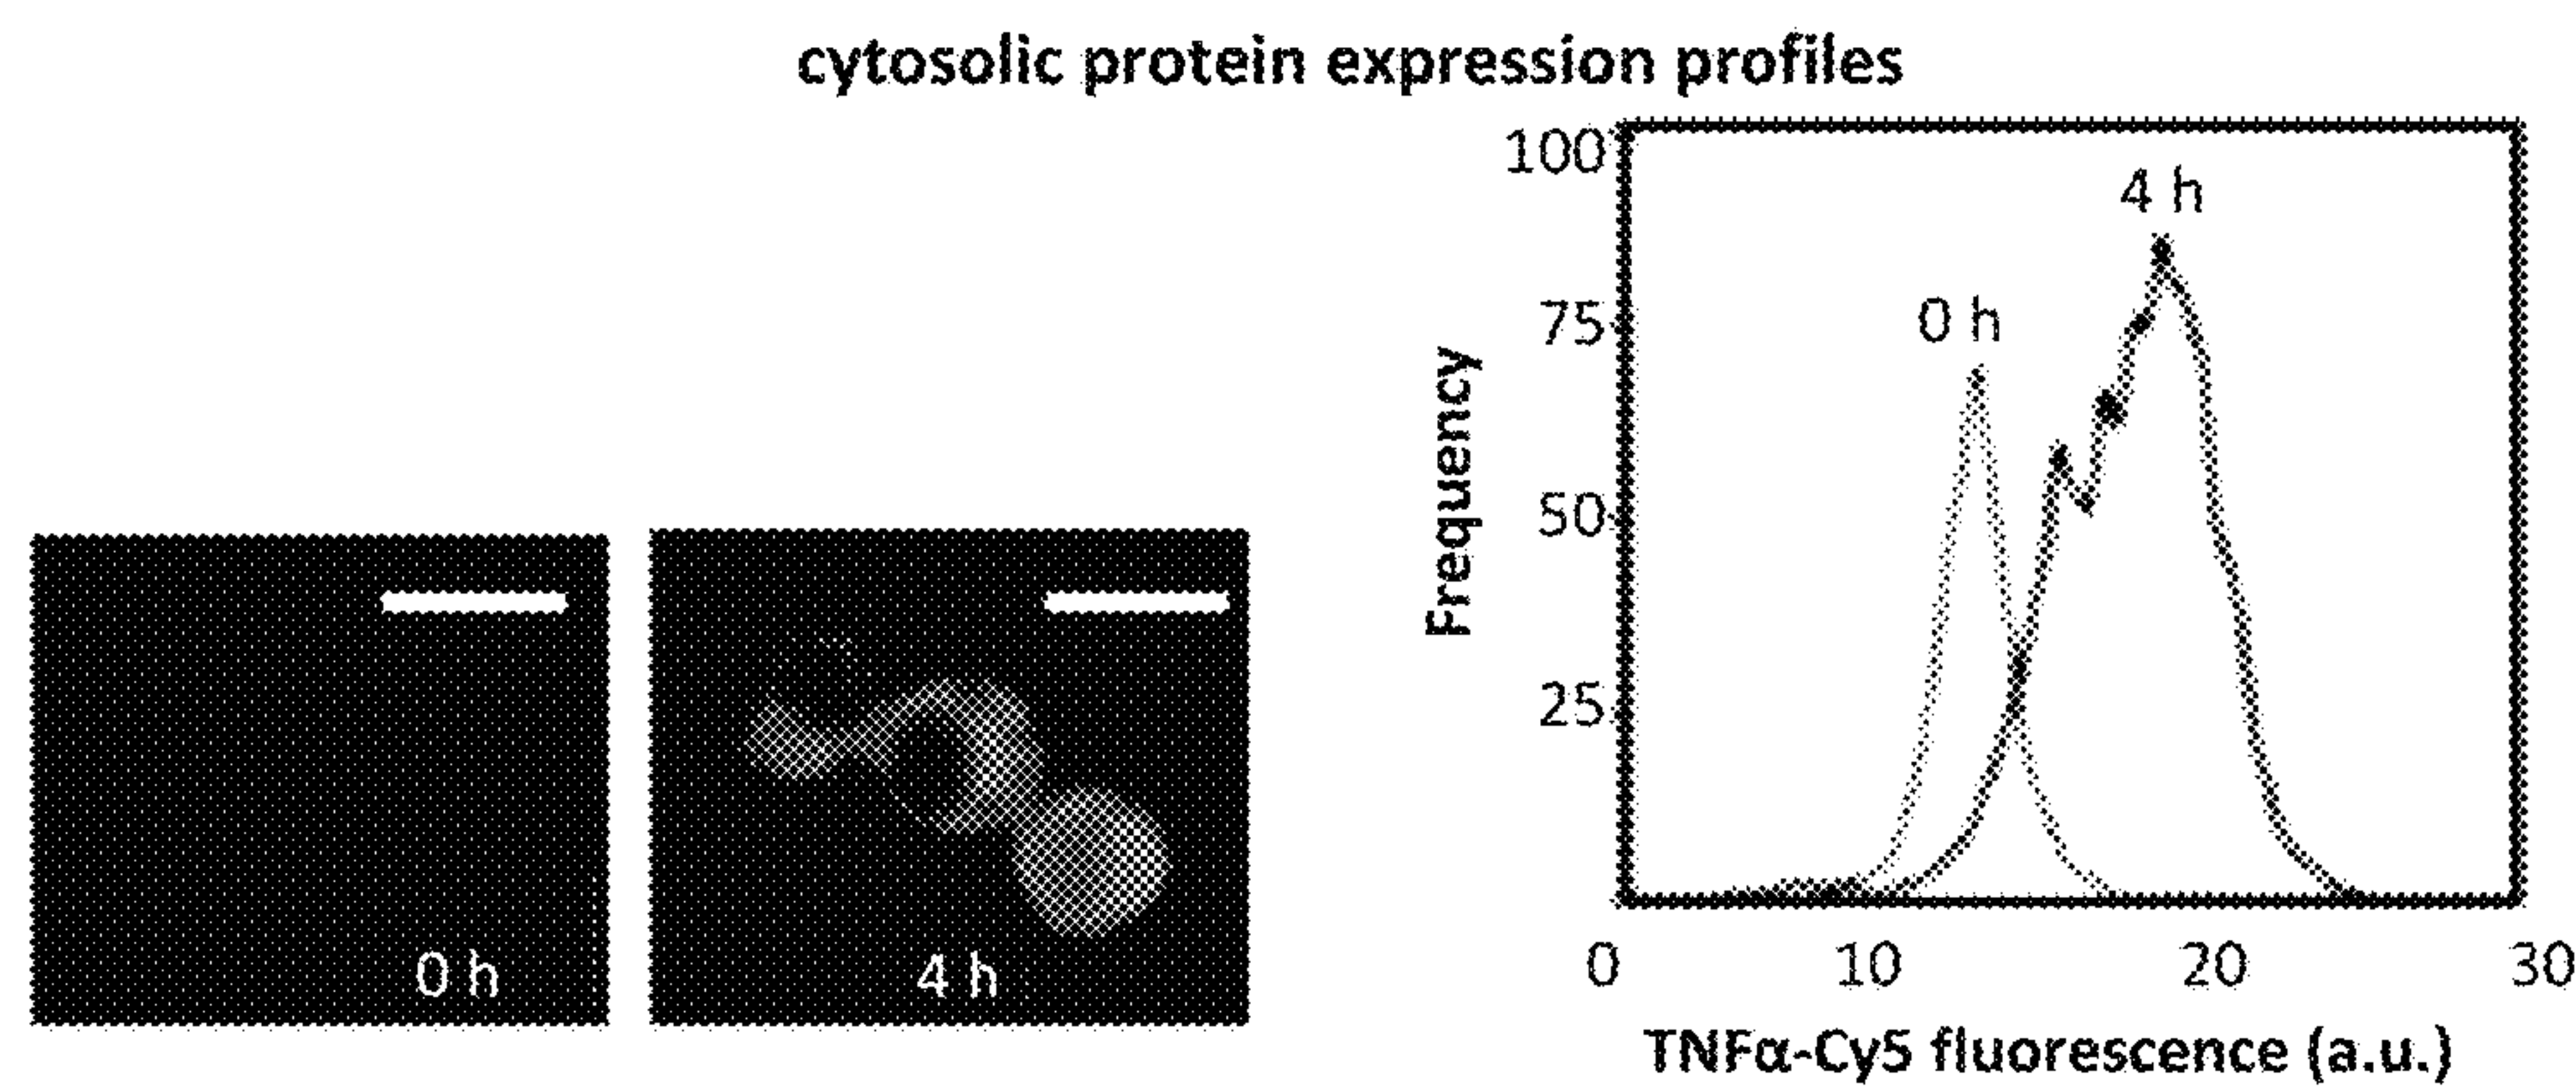 cytosolic protein expression profiles
0 h
4 h
Frequency
100
75
50
25
0 h
4 h
0
10
20
30
TNFα-Cy5 fluorescence (a.u.)